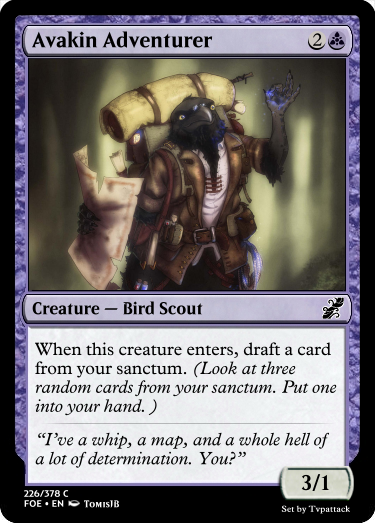 Avakin Adventurer 2
Creature — Bird Scout
When this creature enters, draft a card
from your sanctum. (Look at three
random cards from your sanctum. Put one
into your hand. )
“I’ve a whip, a map, and a whole hell of
a lot of determination. You?”
3/1
226/378 C
FOE • EN TomisJB
Set by Tvpattack